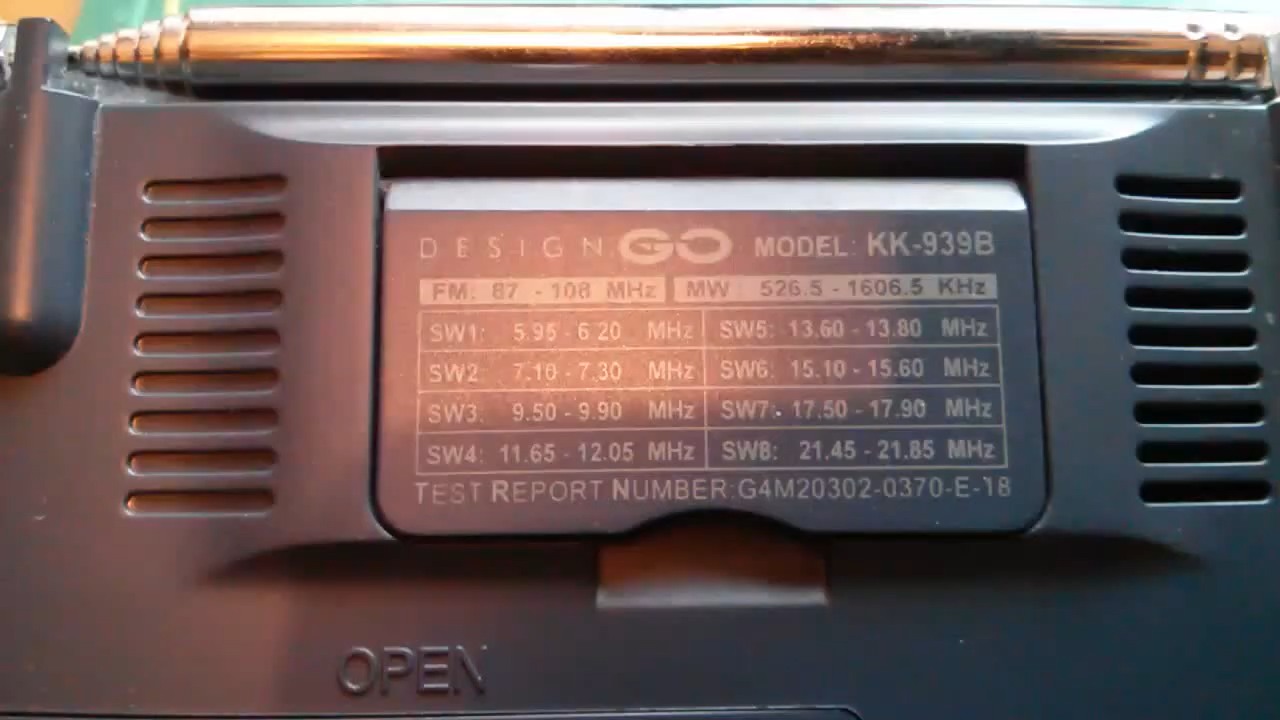 DESIGN GO MODEL: KK-939B
FM: 87 - 108 MHz MW: 526.5 - 1606.5 KHz
SW1: 5.95 - 6.20 MHz SW5: 13.60 - 13.80 MHz
SW2: 7.10 - 7.30 MHz SW6: 15.10 - 15.60 MHz
SW3: 9.50 - 9.90 MHz SW7: 17.50 - 17.90 MHz
SW4: 11.65 - 12.05 MHz SW8: 21.45 - 21.85 MHz
TEST REPORT NUMBER:G4M20302-0370-E-18
OPEN